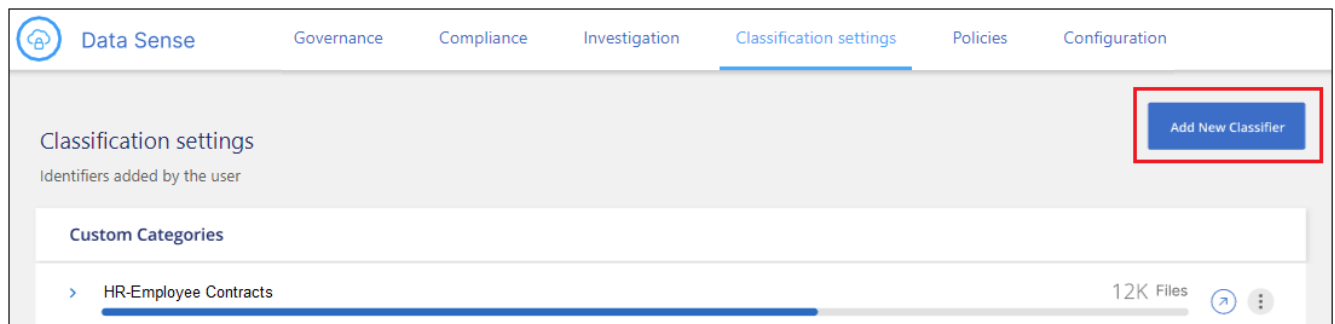 Data Sense
Governance Compliance Investigation Classification settings Policies Configuration
Add New Classifier
Classification settings
Identifiers added by the user
Custom Categories
HR-Employee Contracts
12K Files